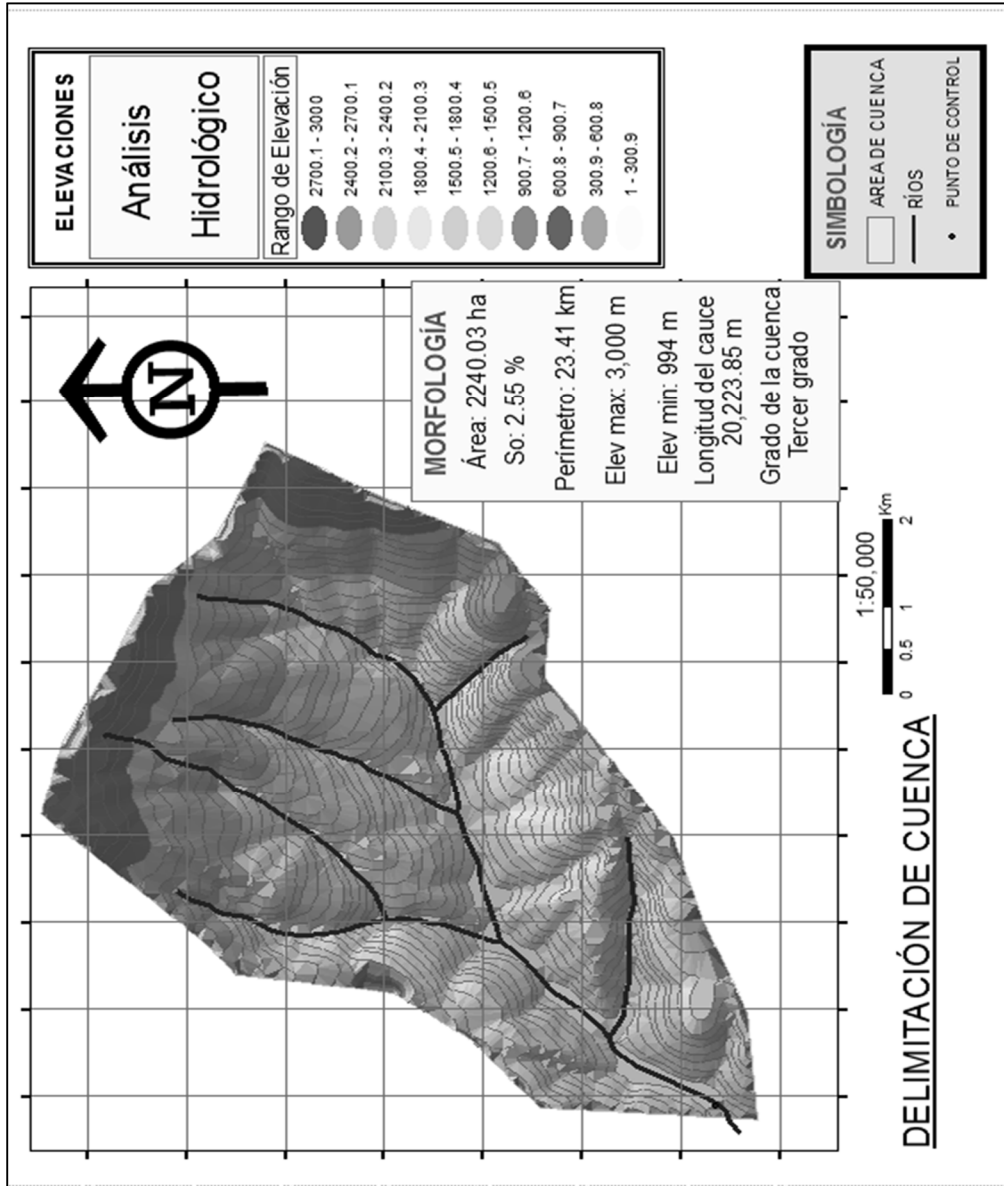 ELEVACIONES
Análisis
Hidrológico
Rango de Elevación
2700.1 - 3000
2400.2 - 2700.1
2100.3 - 2400.2
1800.4 - 2100.3
1500.5 - 1800.4
1200.6 - 1500.5
900.7 - 1200.6
600.8 - 900.7
300.9 - 600.8
1 - 300.9
N
MORFOLOGÍA
Área: 2240.03 ha
So: 2.55 %
Perímetro: 23.41 km
Elev max: 3,000 m
Elev min: 994 m
Longitud del cauce
20,223.85 m
Grado de la cuenca
Tercer grado
SIMBOLOGÍA
AREA DE CUENCA
RÍOS
PUNTO DE CONTROL
1:50,000
Km
0 0.5 1 2
DELIMITACIÓN DE CUENCA